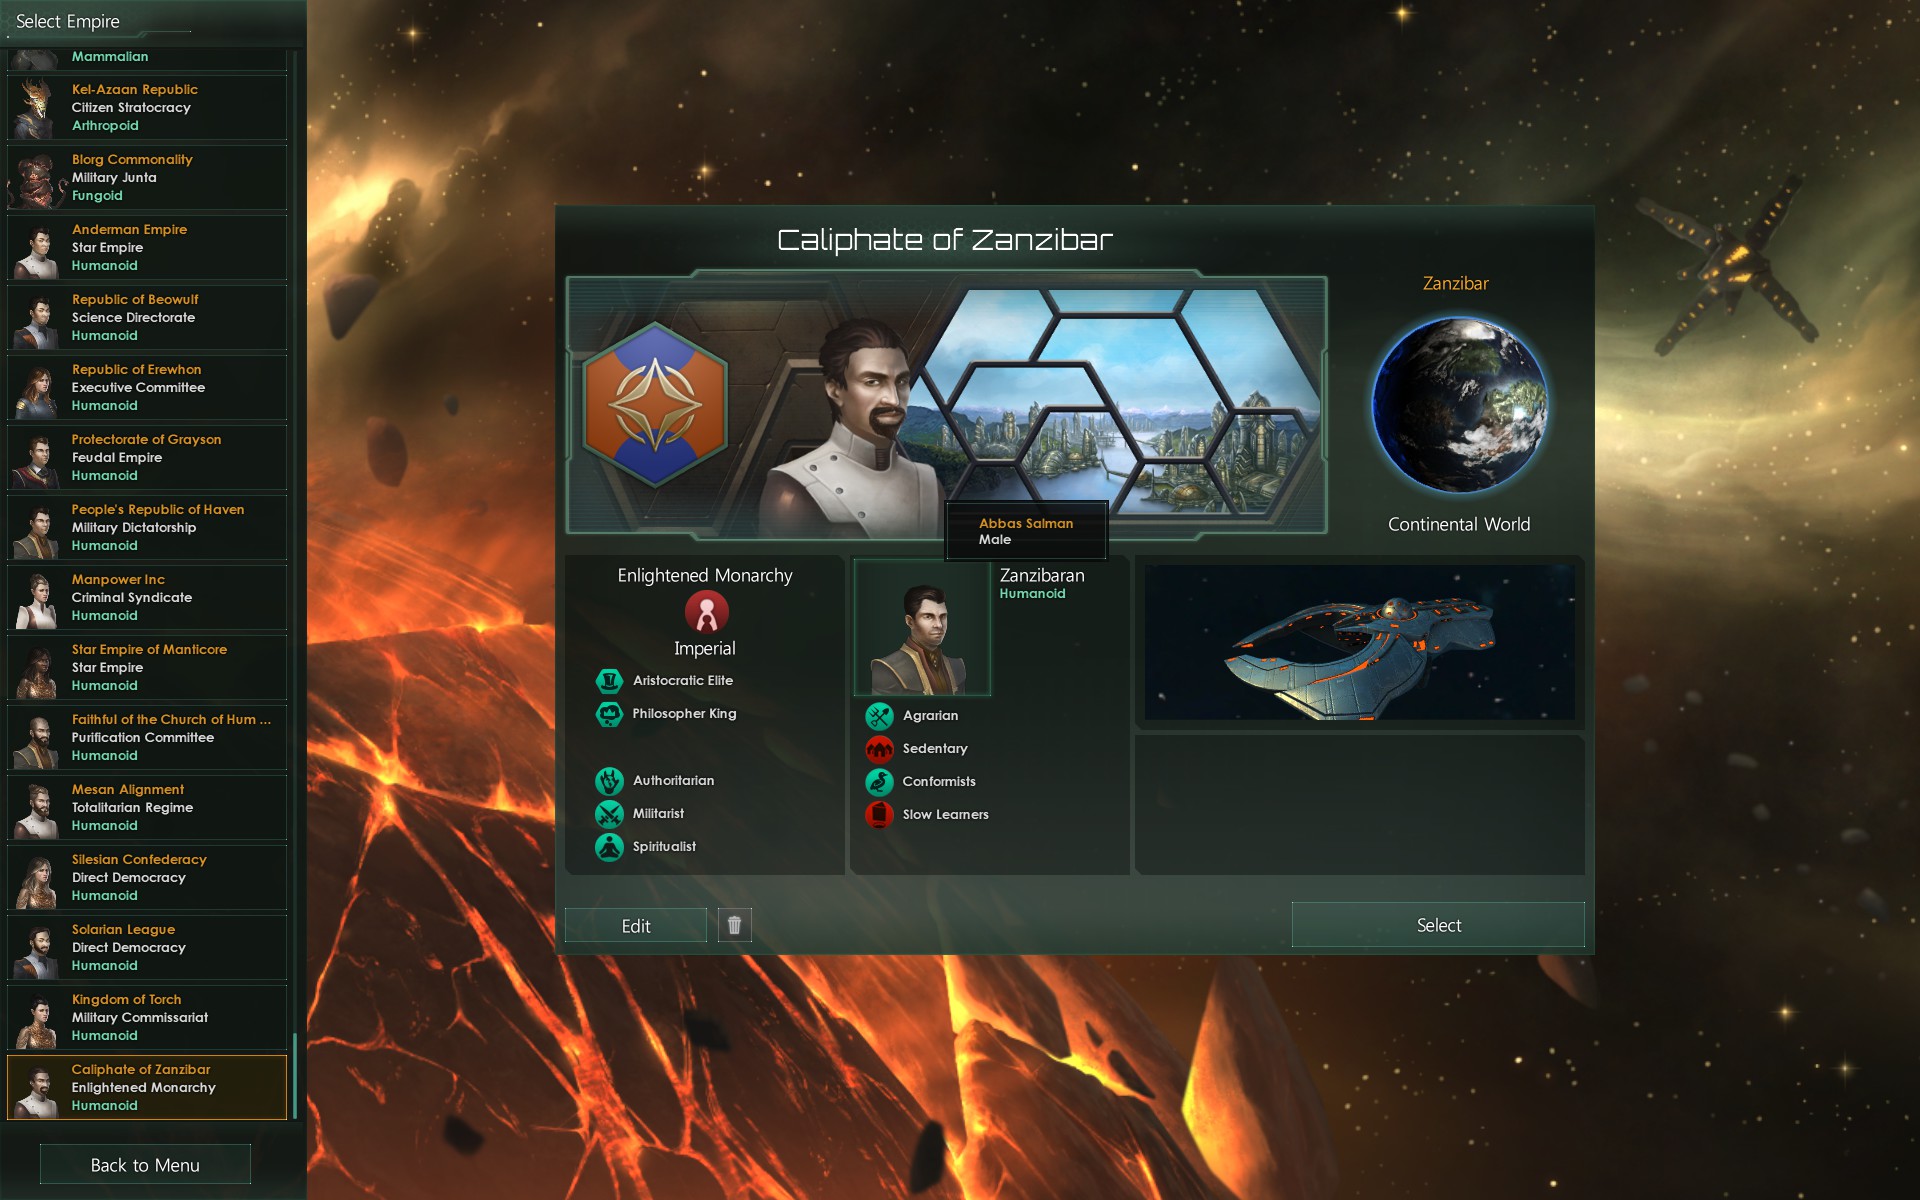 Select Empire
Mammalian
Kel-Azaan Republic
Citizen Stratocracy
Arthropoid
Blorg Commonality
Military Junta
Fungoid
Anderman Empire
Star Empire
Humanoid
Republic of Beowulf
Science Directorate
Humanoid
Republic of Erewhon
Executive Committee
Humanoid
Protectorate of Grayson
Feudal Empire
Humanoid
People's Republic of Haven
Military Dictatorship
Humanoid
Manpower Inc
Criminal Syndicate
Humanoid
Star Empire of Manticore
Star Empire
Humanoid
Faithful of the Church of Hum ...
Purification Committee
Humanoid
Mesan Alignment
Totalitarian Regime
Humanoid
Silesian Confederacy
Direct Democracy
Humanoid
Solarian League
Direct Democracy
Humanoid
Kingdom of Torch
Military Commissariat
Humanoid
Caliphate of Zanzibar
Enlightened Monarchy
Humanoid
Back to Menu
Caliphate of Zanzibar
Zanzibar
Continental World
Abbas Salman
Male
Enlightened Monarchy
Imperial
Aristocratic Elite
Philosopher King
Authoritarian
Militarist
Spiritualist
Zanzibaran
Humanoid
Agrarian
Sedentary
Conformists
Slow Learners
Edit
Select